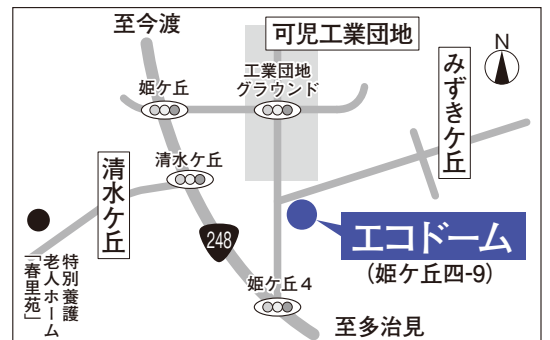 至今渡
可児工業団地
N
工業団地
グラウンド
姫ケ丘
みずきケ丘
清水ケ丘
清水ケ丘
248
エコドーム
(姫ケ丘四-9)
特別養護
老人ホーム
「春里苑」
姫ケ丘4
至多治見